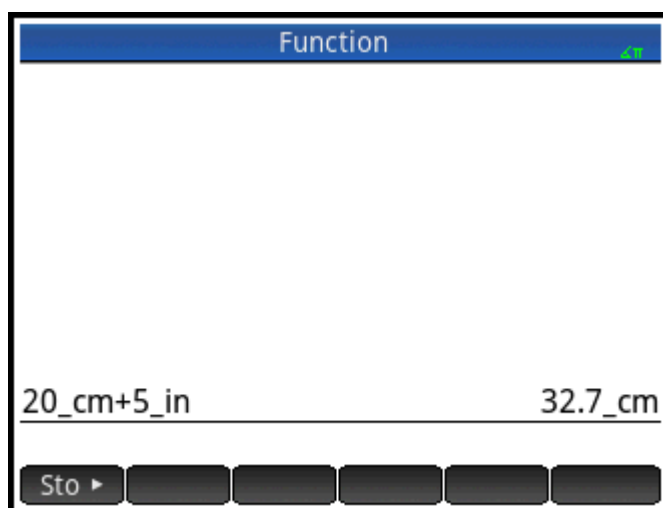 Function
∡π
20_cm+5_in 32.7_cm
Sto ►